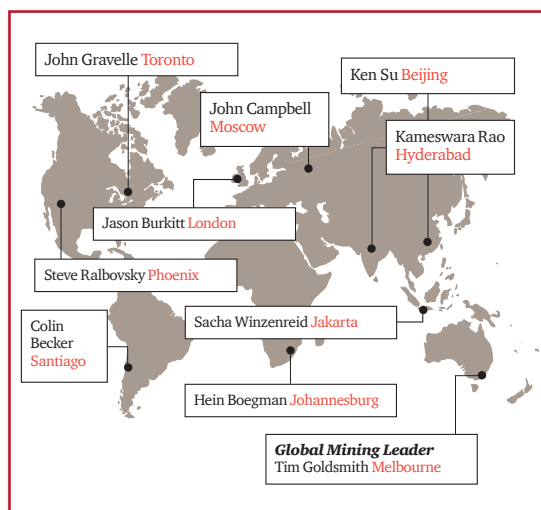 John Gravelle Toronto
Ken Su Beijing
John Campbell
Moscow
Kameswara Rao
Hyderabad
Jason Burkitt London
Steve Ralbovsky Phoenix
Sacha Winzenreid Jakarta
Colin
Becker
Santiago
Hein Boegman Johannesburg
Global Mining Leader
Tim Goldsmith Melbourne